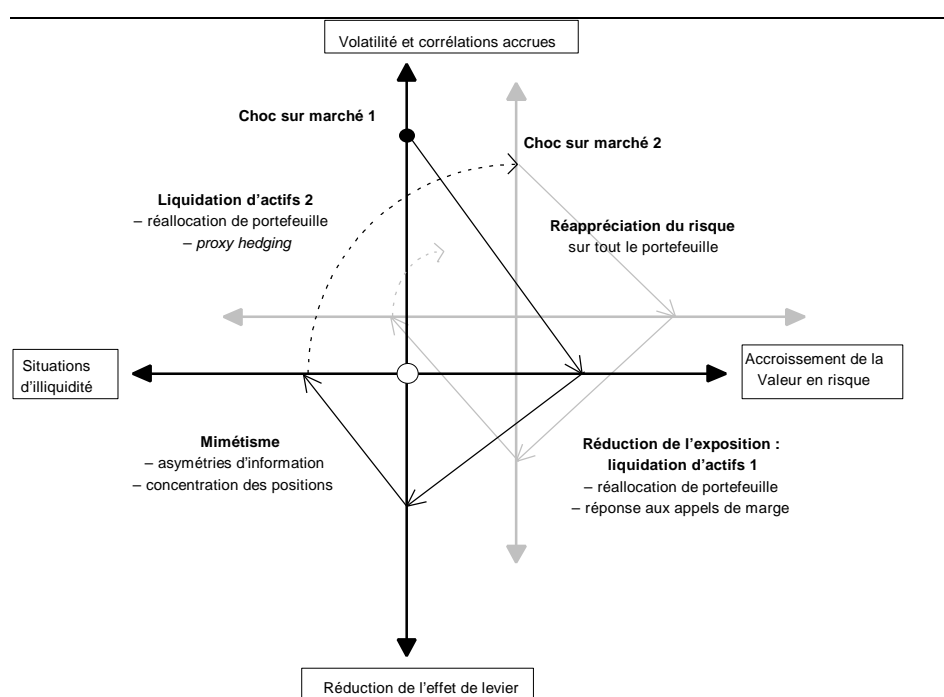 Volatilité et corrélations accrues
Choc sur marché 1
Choc sur marché 2
Liquidation d'actifs 2
– réallocation de portefeuille
– proxy hedging
Réappréciation du risque
sur tout le portefeuille
Situations
d'illiquidité
Accroissement de la
Valeur en risque
Mimétisme
– asymétries d'information
– concentration des positions
Réduction de l'exposition :
liquidation d'actifs 1
– réallocation de portefeuille
– réponse aux appels de marge
Réduction de l'effet de levier